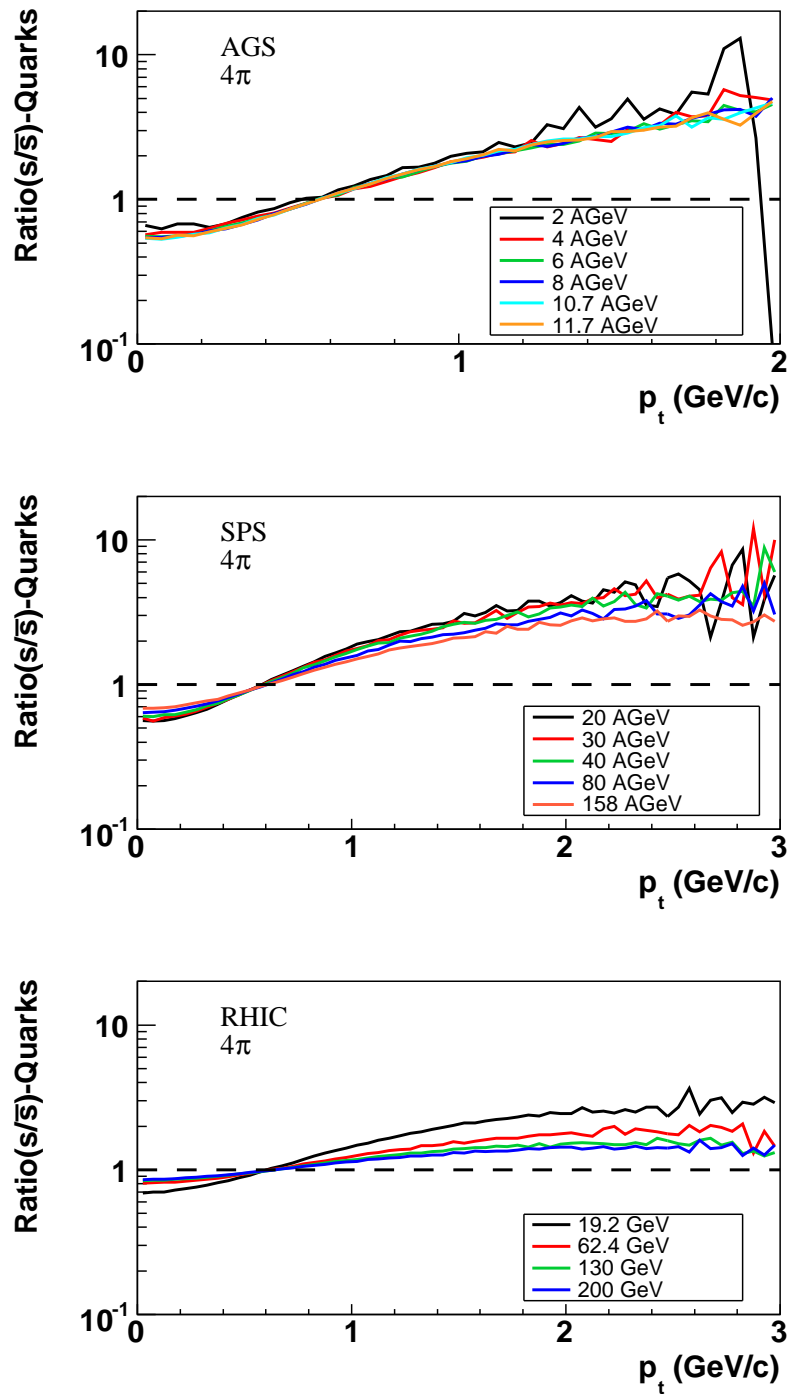 AGS
4π
Ratio(s/s̅)-Quarks
10
1
10⁻¹
2 AGeV
4 AGeV
6 AGeV
8 AGeV
10.7 AGeV
11.7 AGeV
0 1 2
pₜ (GeV/c)
SPS
4π
Ratio(s/s̅)-Quarks
10
1
10⁻¹
20 AGeV
30 AGeV
40 AGeV
80 AGeV
158 AGeV
0 1 2 3
pₜ (GeV/c)
RHIC
4π
Ratio(s/s̅)-Quarks
10
1
10⁻¹
19.2 GeV
62.4 GeV
130 GeV
200 GeV
0 1 2 3
pₜ (GeV/c)